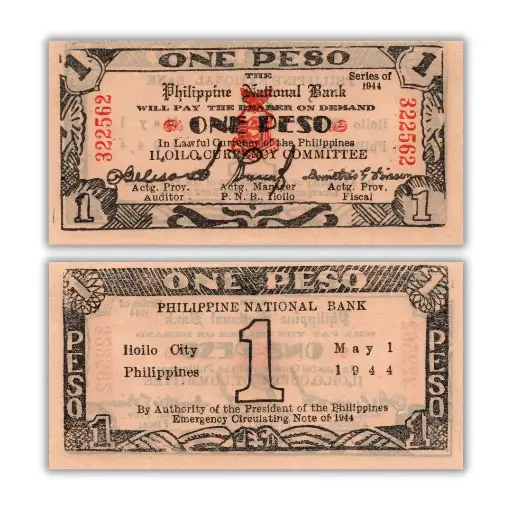 ONE PESO
1 1
THE
Series of
1944
Philippine National Bank
WILL PAY THE BEARER ON DEMAND
322562
322562
ONE PESO
In Lawful Currency of the Philippines
ILOILO CURRENCY COMMITTEE
Actg. Prov. Actg. Manager Actg. Prov.
Auditor P. N. B., Iloilo Fiscal
1 1
ONE PESO
1 1
PHILIPPINE NATIONAL BANK
PESO
1
PESO
Iloilo City May 1
Philippines 1944
By Authority of the President of the Philippines
Emergency Circulating Note of 1944
1 PESO 1